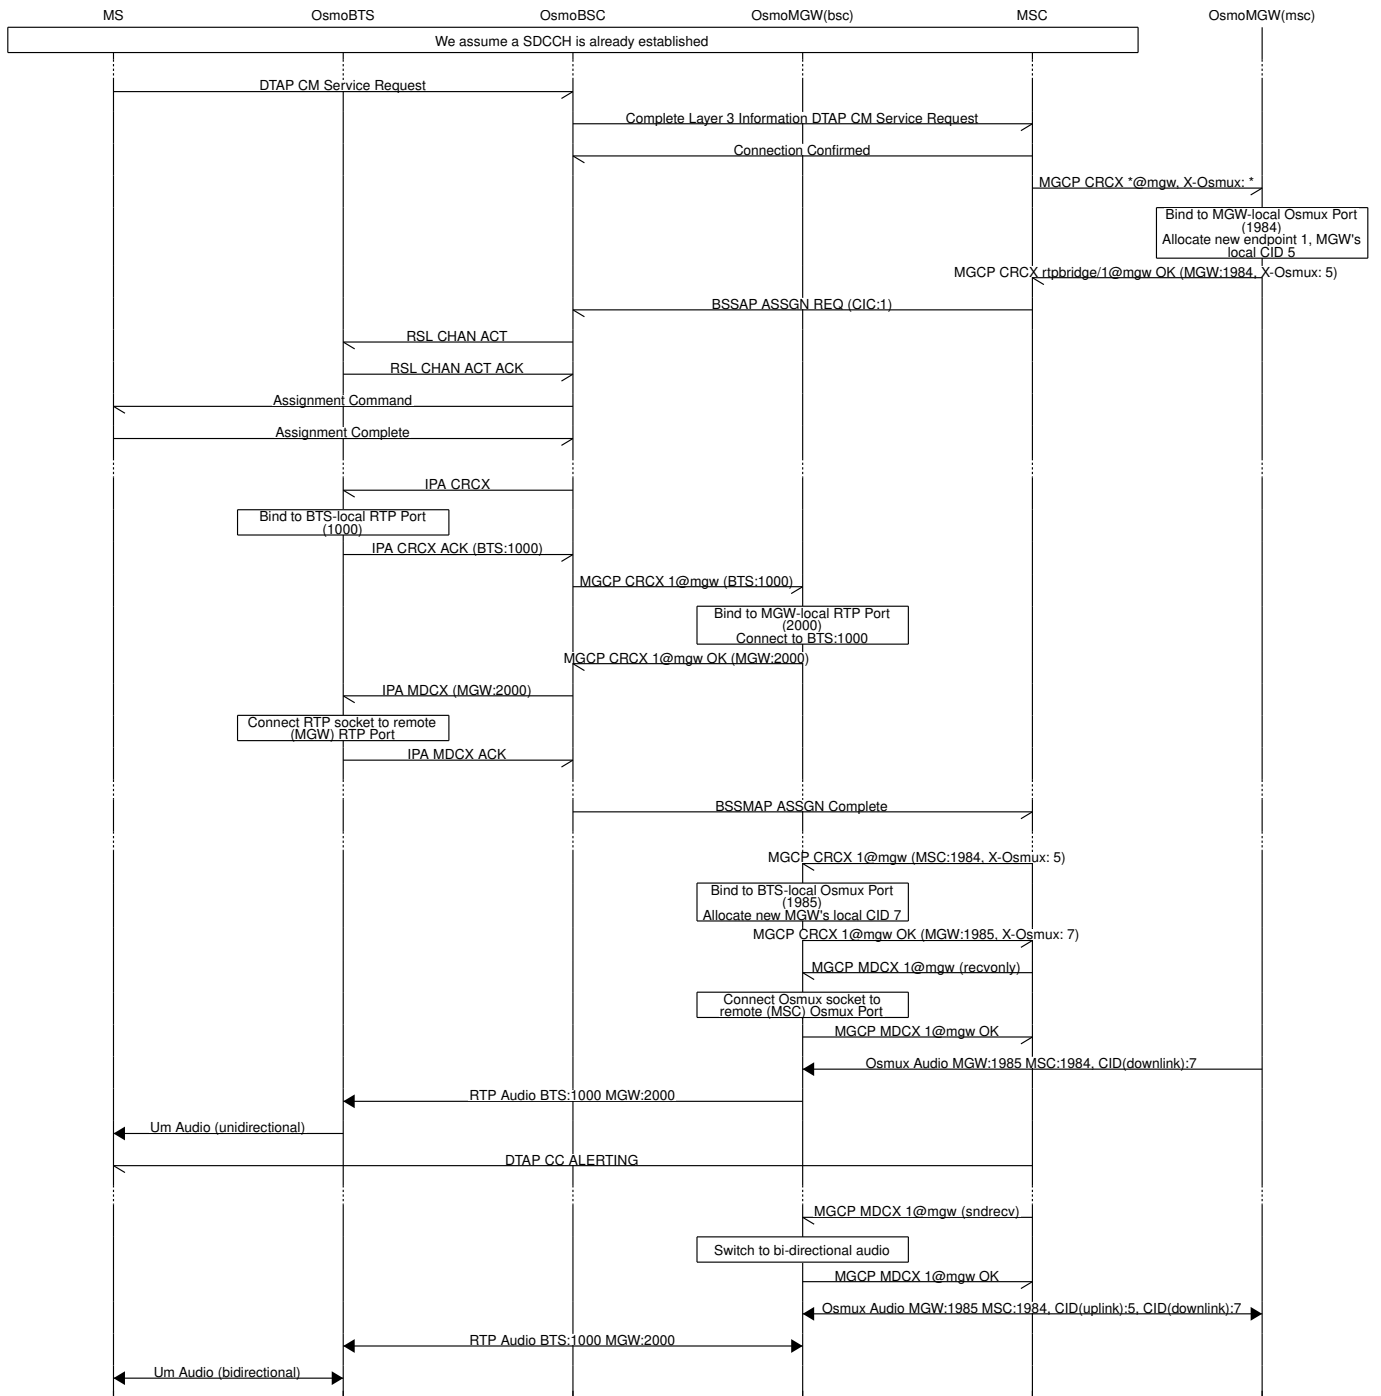 MS OsmoBTS OsmoBSC OsmoMGW(bsc) MSC OsmoMGW(msc)
We assume a SDCCH is already established
DTAP CM Service Request
Complete Layer 3 Information DTAP CM Service Request
Connection Confirmed
MGCP CRCX *@mgw, X-Osmux: *
Bind to MGW-local Osmux Port
(1984)
Allocate new endpoint 1, MGW's
local CID 5
MGCP CRCX rtpbridge/1@mgw OK (MGW:1984, X-Osmux: 5)
BSSAP ASSGN REQ (CIC:1)
RSL CHAN ACT
RSL CHAN ACT ACK
Assignment Command
Assignment Complete
IPA CRCX
Bind to BTS-local RTP Port
(1000)
IPA CRCX ACK (BTS:1000)
MGCP CRCX 1@mgw (BTS:1000)
Bind to MGW-local RTP Port
(2000)
Connect to BTS:1000
MGCP CRCX 1@mgw OK (MGW:2000)
IPA MDCX (MGW:2000)
Connect RTP socket to remote
(MGW) RTP Port
IPA MDCX ACK
BSSMAP ASSGN Complete
MGCP CRCX 1@mgw (MSC:1984, X-Osmux: 5)
Bind to BTS-local Osmux Port
(1985)
Allocate new MGW's local CID 7
MGCP CRCX 1@mgw OK (MGW:1985, X-Osmux: 7)
MGCP MDCX 1@mgw (recvonly)
Connect Osmux socket to
remote (MSC) Osmux Port
MGCP MDCX 1@mgw OK
Osmux Audio MGW:1985 MSC:1984, CID(downlink):7
RTP Audio BTS:1000 MGW:2000
Um Audio (unidirectional)
DTAP CC ALERTING
MGCP MDCX 1@mgw (sndrecv)
Switch to bi-directional audio
MGCP MDCX 1@mgw OK
Osmux Audio MGW:1985 MSC:1984, CID(uplink):5, CID(downlink):7
RTP Audio BTS:1000 MGW:2000
Um Audio (bidirectional)